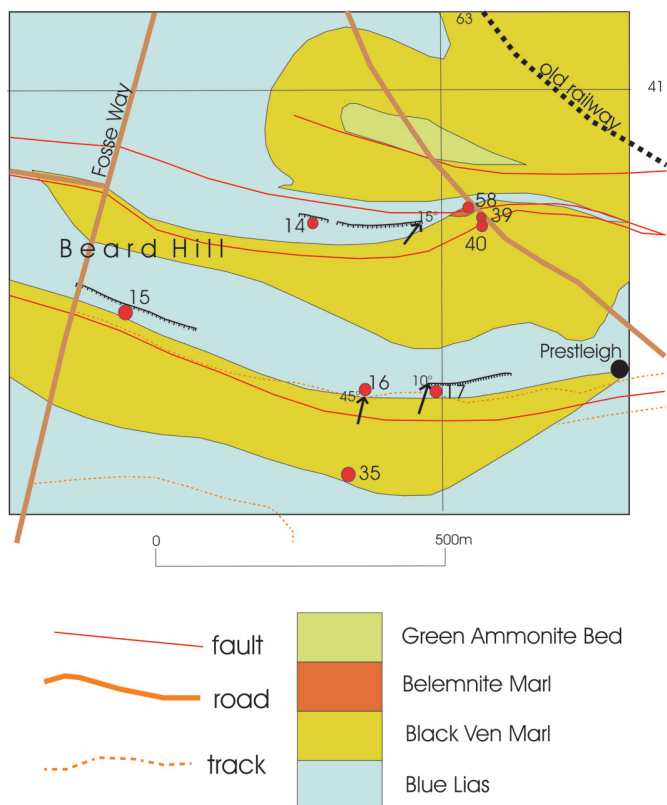 63
41
old railway
Fosse Way
58
15°
39
14
40
Beard Hill
15
Prestleigh
16
10°
17
45°
35
0
500m
fault
road
track
Green Ammonite Bed
Belemnite Marl
Black Ven Marl
Blue Lias